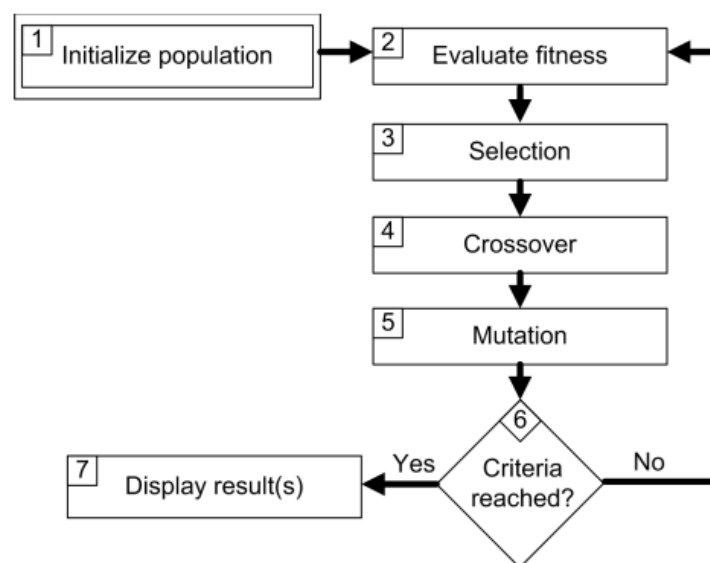 1
Initialize population
2
Evaluate fitness
3
Selection
4
Crossover
5
Mutation
6
Criteria
reached?
Yes
No
7
Display result(s)